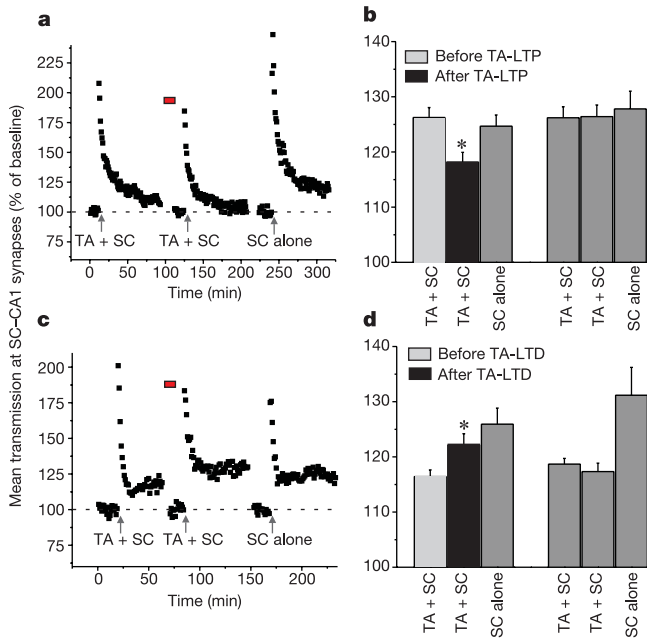 Mean transmission at SC–CA1 synapses (% of baseline)
a
225
200
175
150
125
100
75
TA + SC
TA + SC
SC alone
0 50 100 150 200 250 300
Time (min)
b
140
130
120
110
100
Before TA-LTP
After TA-LTP
*
TA + SC
TA + SC
SC alone
TA + SC
TA + SC
SC alone
c
200
175
150
125
100
75
TA + SC
TA + SC
SC alone
0 50 100 150 200
Time (min)
d
140
130
120
110
100
Before TA-LTD
After TA-LTD
*
TA + SC
TA + SC
SC alone
TA + SC
TA + SC
SC alone